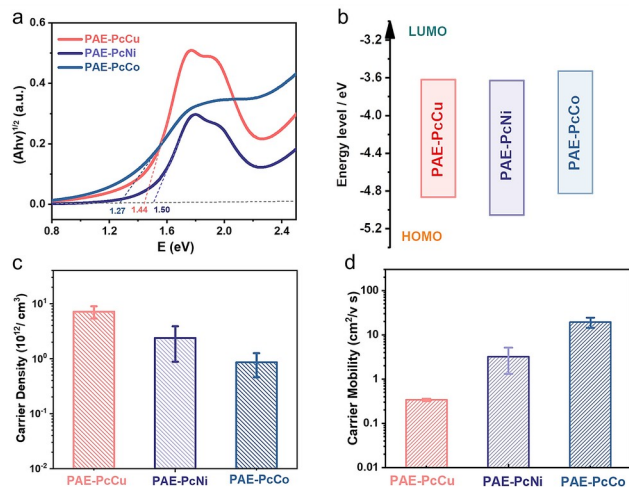 a
(Ahv)^1/2 (a.u.)
0.6
0.4
0.2
0.0
PAE-PcCu
PAE-PcNi
PAE-PcCo
1.27
1.44
1.50
0.8
1.2
1.6
2.0
2.4
E (eV)
b
Energy level / eV
-3.2
-3.6
-4.0
-4.4
-4.8
-5.2
LUMO
PAE-PcCu
PAE-PcNi
PAE-PcCo
HOMO
c
Carrier Density (10^12/ cm^3)
10^1
10^0
10^-1
10^-2
PAE-PcCu
PAE-PcNi
PAE-PcCo
d
Carrier Mobility (cm^2/v s)
100
10
1
0.1
0.01
PAE-PcCu
PAE-PcNi
PAE-PcCo